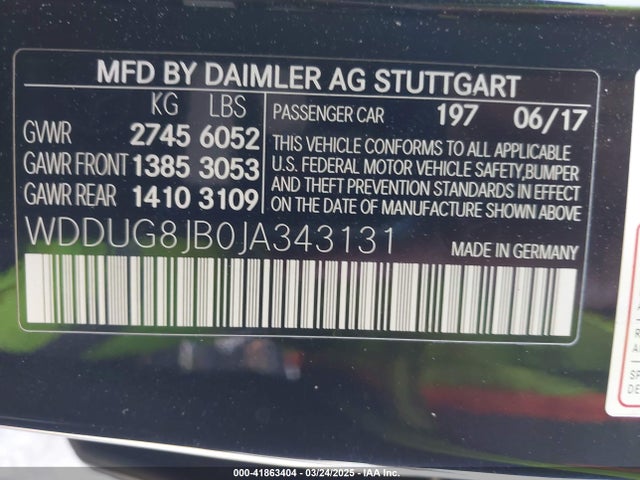 MFD BY DAIMLER AG STUTTGART
KG LBS
GVWR 2745 6052
GAWR FRONT 1385 3053
GAWR REAR 1410 3109
PASSENGER CAR 197 06/17
THIS VEHICLE CONFORMS TO ALL APPLICABLE
U.S. FEDERAL MOTOR VEHICLE SAFETY,BUMPER
AND THEFT PREVENTION STANDARDS IN EFFECT
ON THE DATE OF MANUFACTURE SHOWN ABOVE
WDDUG8JB0JA343131
MADE IN GERMANY
000-41863404 • 03/24/2025 • IAA Inc.